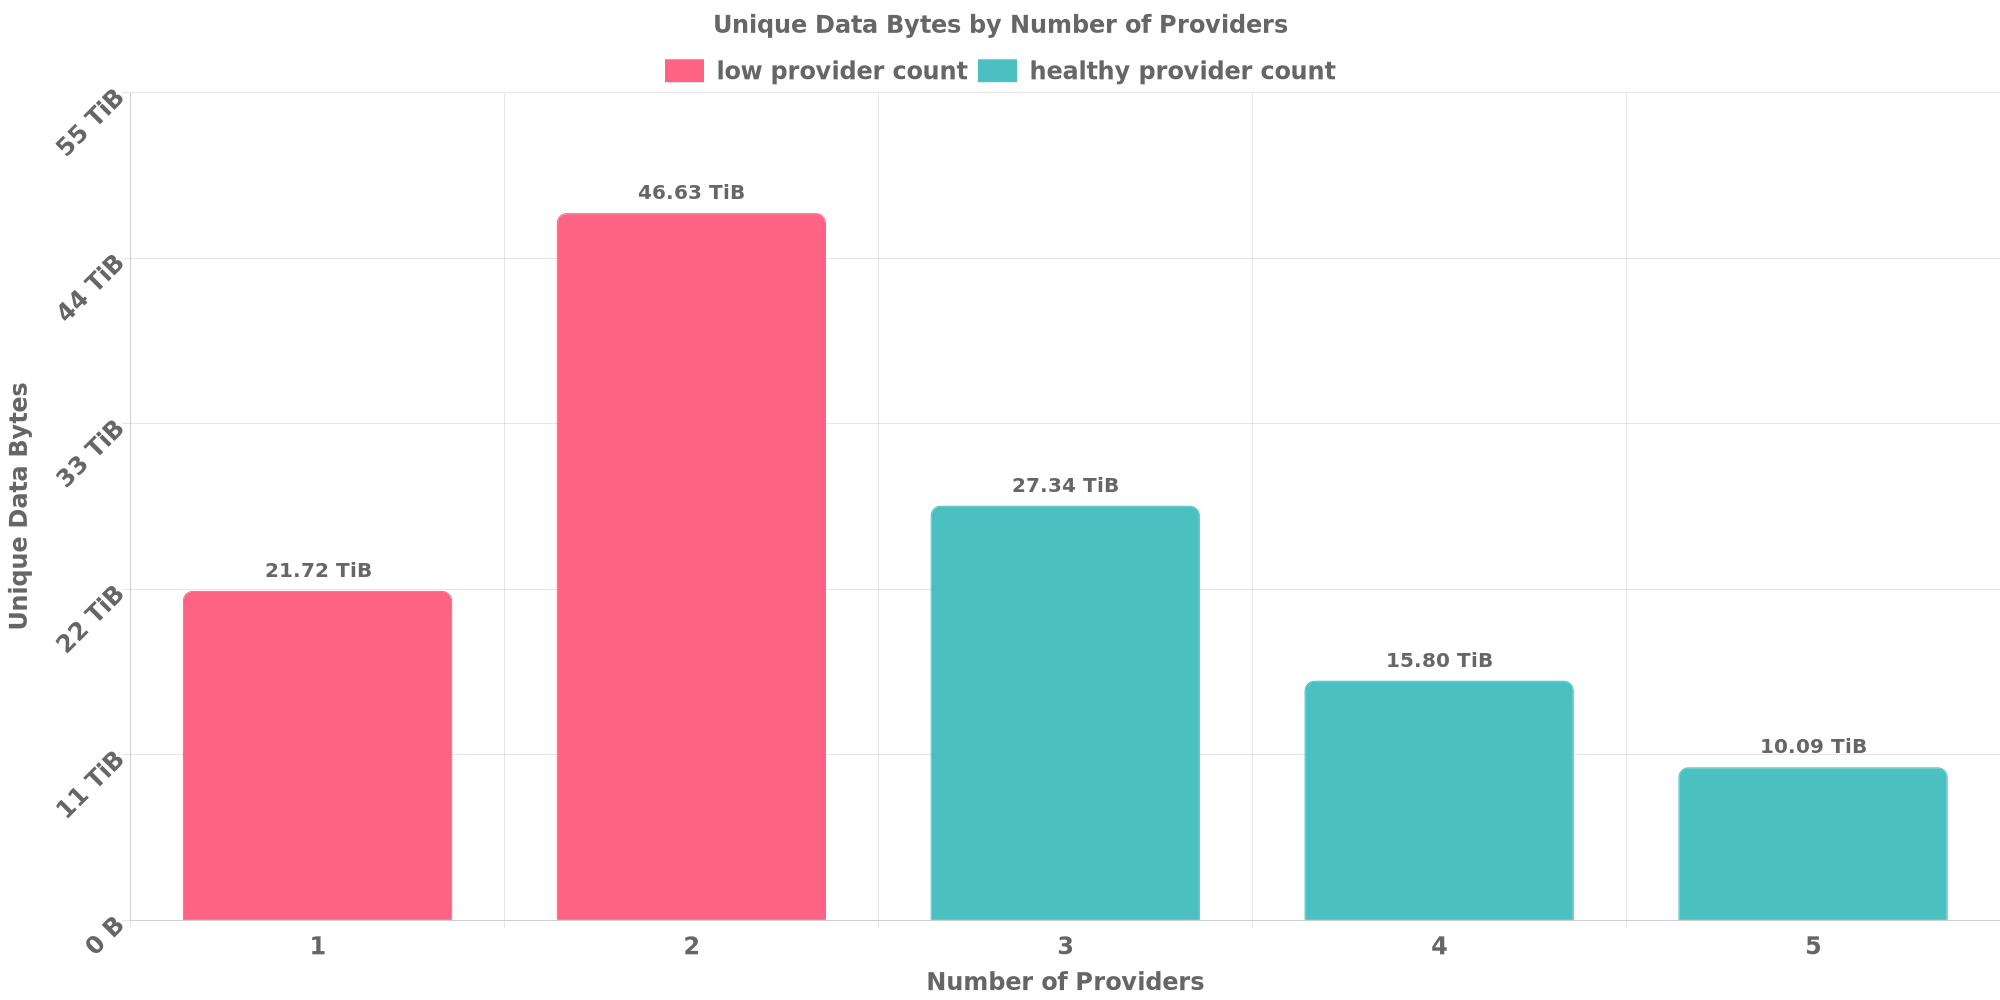 Unique Data Bytes by Number of Providers
low provider count healthy provider count
Unique Data Bytes
55 TiB
44 TiB
33 TiB
22 TiB
11 TiB
0 B
21.72 TiB
46.63 TiB
27.34 TiB
15.80 TiB
10.09 TiB
1 2 3 4 5
Number of Providers